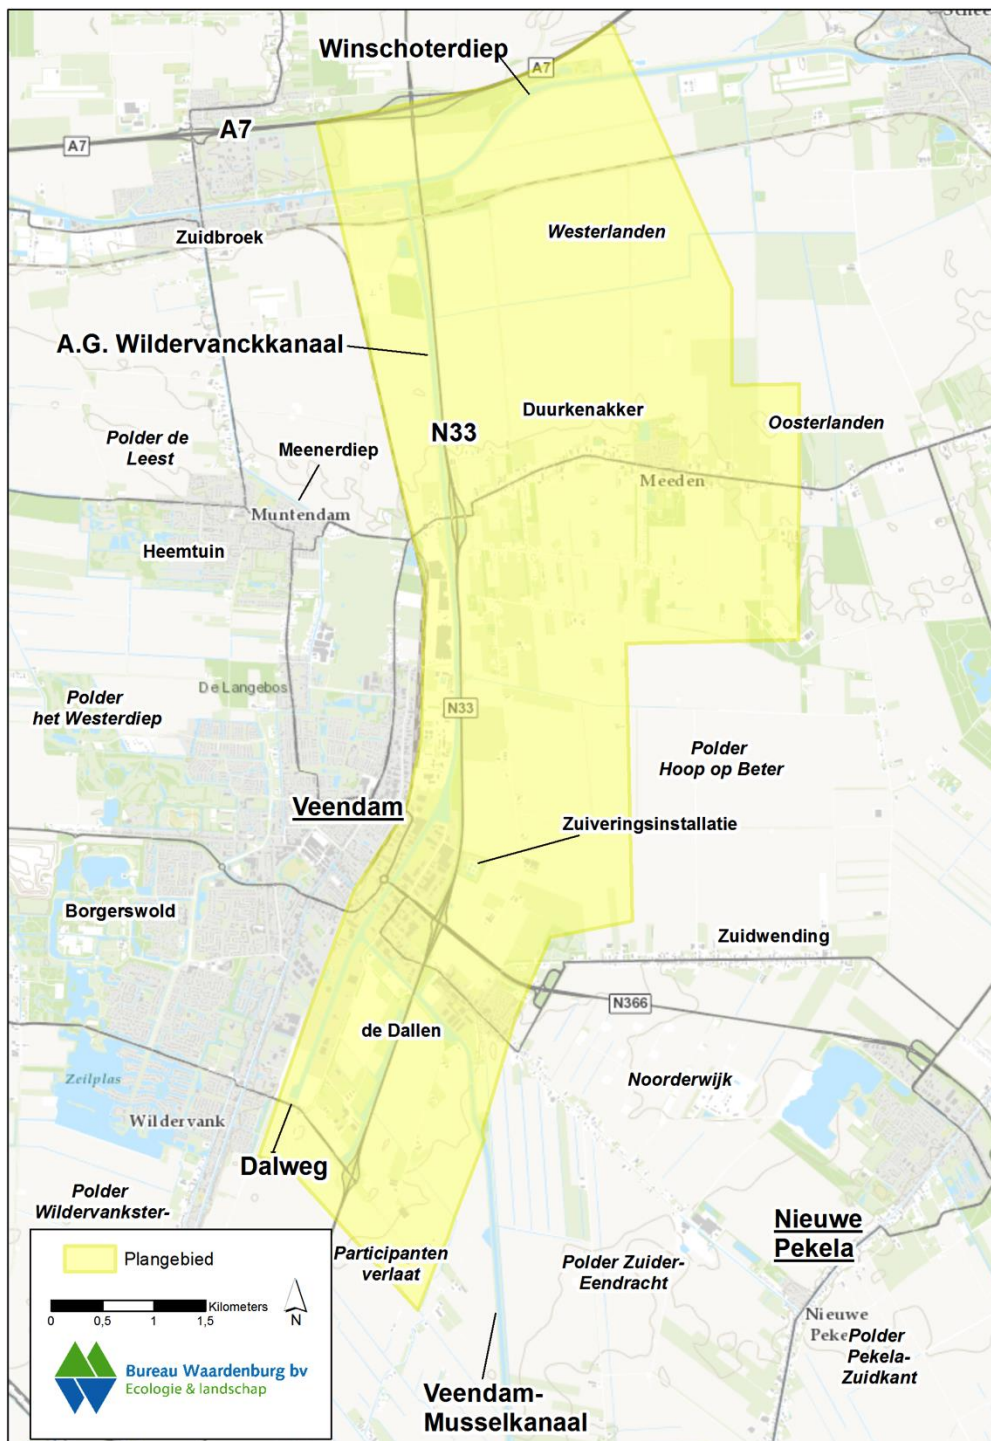 Winschoterdiep
A7
A7
A7
Zuidbroek
Westerlanden
A.G. Wildervanckkanaal
Duurkenakker
N33
Oosterlanden
Polder de
Leest
Meenerdiep
Meeden
Muntendam
Heemtuin
De Langebos
Polder
het Westerdiep
N33
Polder
Hoop op Beter
Veendam
Zuiveringsinstallatie
Borgerswold
Zuidwending
N366
de Dallen
Zeilplas
Noorderwijk
Wildervank
Dalweg
Polder
Wildervankster-
Nieuwe
Pekela
Participanten
verlaat
Polder Zuider-
Eendracht
Nieuwe
Polder
Pekela-
Zuidkant
Veendam-
Musselkanaal
Plangebied
Kilometers
0 0,5 1 1,5
N
Bureau Waardenburg bv
Ecologie & landschap